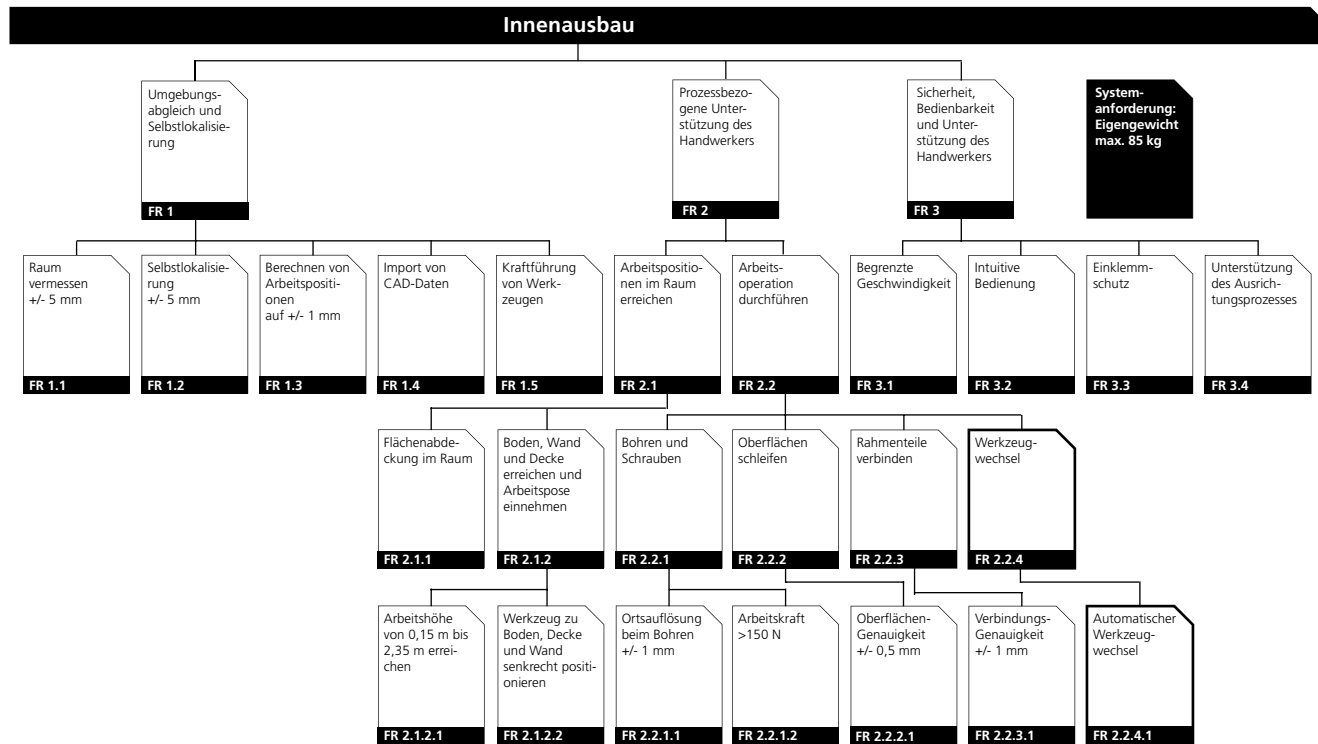 Innenausbau
Umgebungs-
abgleich und
Selbstlokalisie-
rung
FR 1
Prozessbezo-
gene Unter-
stützung des
Handwerkers
FR 2
Sicherheit,
Bedienbarkeit
und Unter-
stützung des
Handwerkers
FR 3
System-
anforderung:
Eigengewicht
max. 85 kg
Raum
vermessen
+/- 5 mm
FR 1.1
Selbstlokalisie-
rung
+/- 5 mm
FR 1.2
Berechnen von
Arbeitspositi-
onen
auf +/- 1 mm
FR 1.3
Import von
CAD-Daten
FR 1.4
Kraftführung
von Werk-
zeugen
FR 1.5
Arbeitspositio-
nen im Raum
erreichen
FR 2.1
Arbeits-
operation
durchführen
FR 2.2
Begrenzte
Geschwindigkeit
FR 3.1
Intuitive
Bedienung
FR 3.2
Einklemm-
schutz
FR 3.3
Unterstützung
des Ausrich-
tungsprozesses
FR 3.4
Flächenabde-
ckung im Raum
FR 2.1.1
Boden, Wand
und Decke
erreichen und
Arbeitspose
einnehmen
FR 2.1.2
Bohren und
Schrauben
FR 2.2.1
Oberflächen
schleifen
FR 2.2.2
Rahmenteile
verbinden
FR 2.2.3
Werkzeug-
wechsel
FR 2.2.4
Arbeitshöhe
von 0,15 m bis
2,35 m errei-
chen
FR 2.1.2.1
Werkzeug zu
Boden, Decke
und Wand
senkrecht positi-
onieren
FR 2.1.2.2
Ortsauflösung
beim Bohren
+/- 1 mm
FR 2.2.1.1
Arbeitskraft
>150 N
FR 2.2.1.2
Oberflächen-
Genauigkeit
+/- 0,5 mm
FR 2.2.2.1
Verbindungs-
Genauigkeit
+/- 1 mm
FR 2.2.3.1
Automatischer
Werkzeug-
wechsel
FR 2.2.4.1